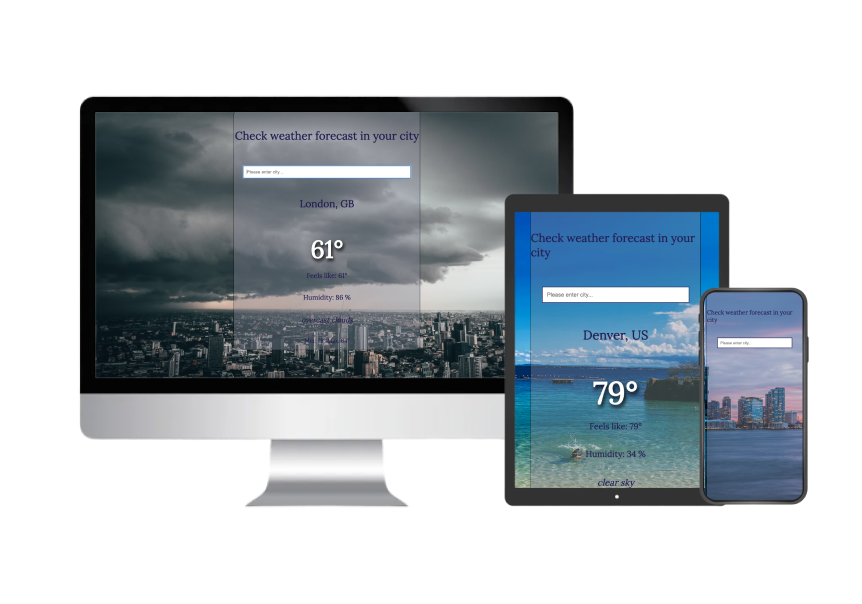 Check weather forecast in your city
Please enter city...
London, GB
61°
Feels like: 61°
Humidity: 86 %
overcast clouds
Check weather forecast in your
city
Please enter city...
Denver, US
79°
Feels like: 79°
Humidity: 34 %
clear sky
Check weather forecast in your
city
Please enter city...